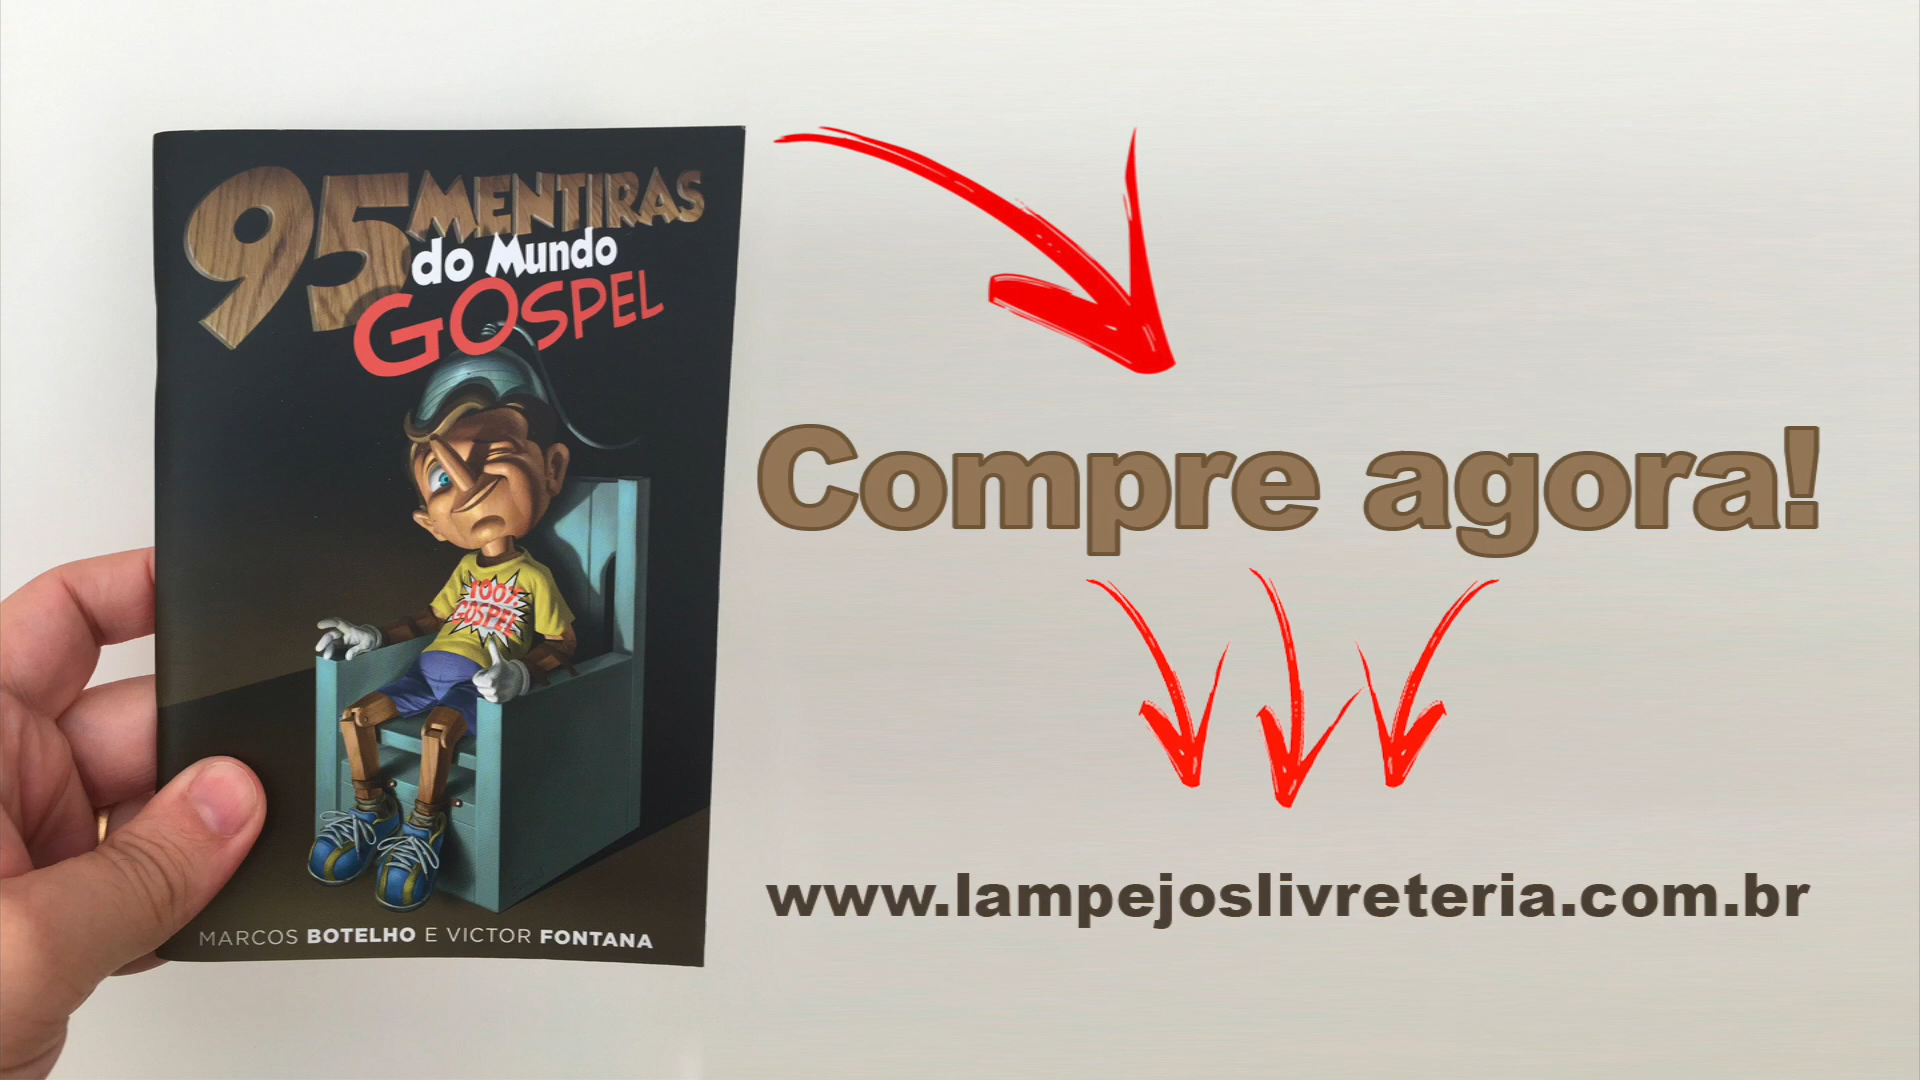 95 MENTIRAS
do Mundo
GOSPEL
100%
GOSPEL
MARCOS BOTELHO E VICTOR FONTANA
Compre agora!
www.lampejoslivreteria.com.br